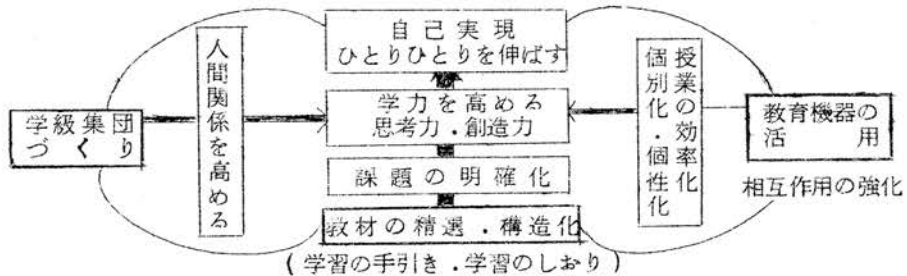 自己実現
ひとりひとりを伸ばす
人間関係を高める
授業の効率化
個別化・個性化
学級集団
づくり
学力を高める
思考力・創造力
教育機器の
活用
課題の明確化
相互作用の強化
教材の精選・構造化
(学習の手引き・学習のしおり)